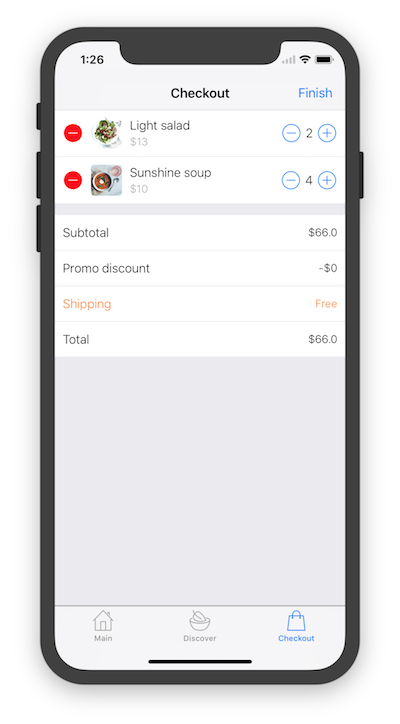 1:26
Checkout
Finish
Light salad
$13
2
Sunshine soup
$10
4
Subtotal
$66.0
Promo discount
-$0
Shipping
Free
Total
$66.0
Main
Discover
Checkout